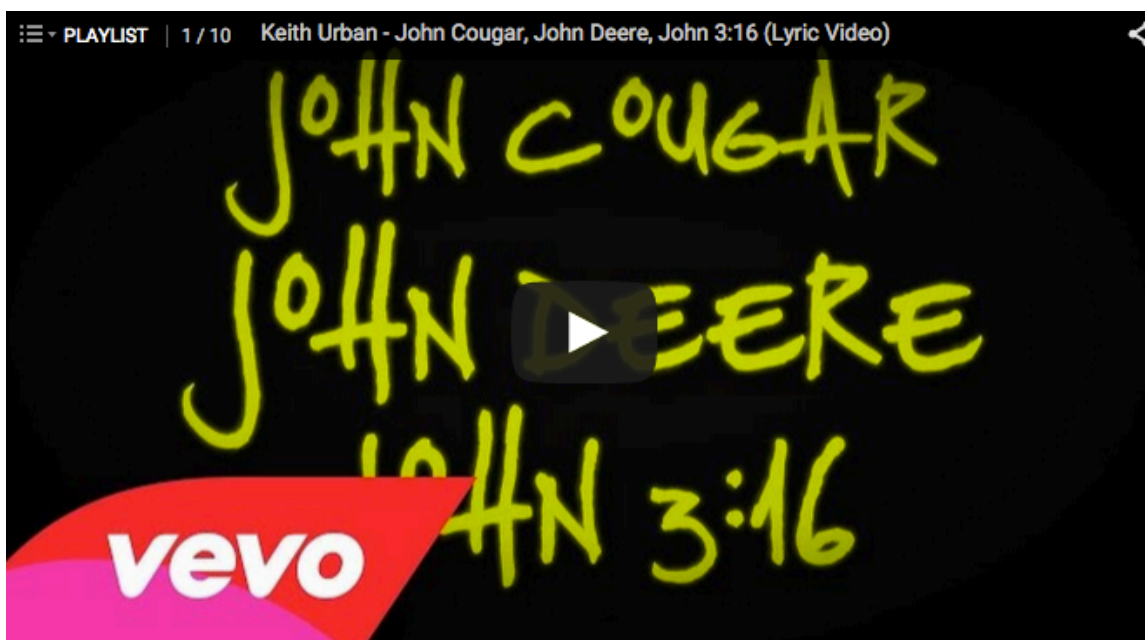 PLAYLIST | 1 / 10 Keith Urban - John Cougar, John Deere, John 3:16 (Lyric Video)
JOHN COUGAR
JOHN DEERE
JOHN 3:16
vevo